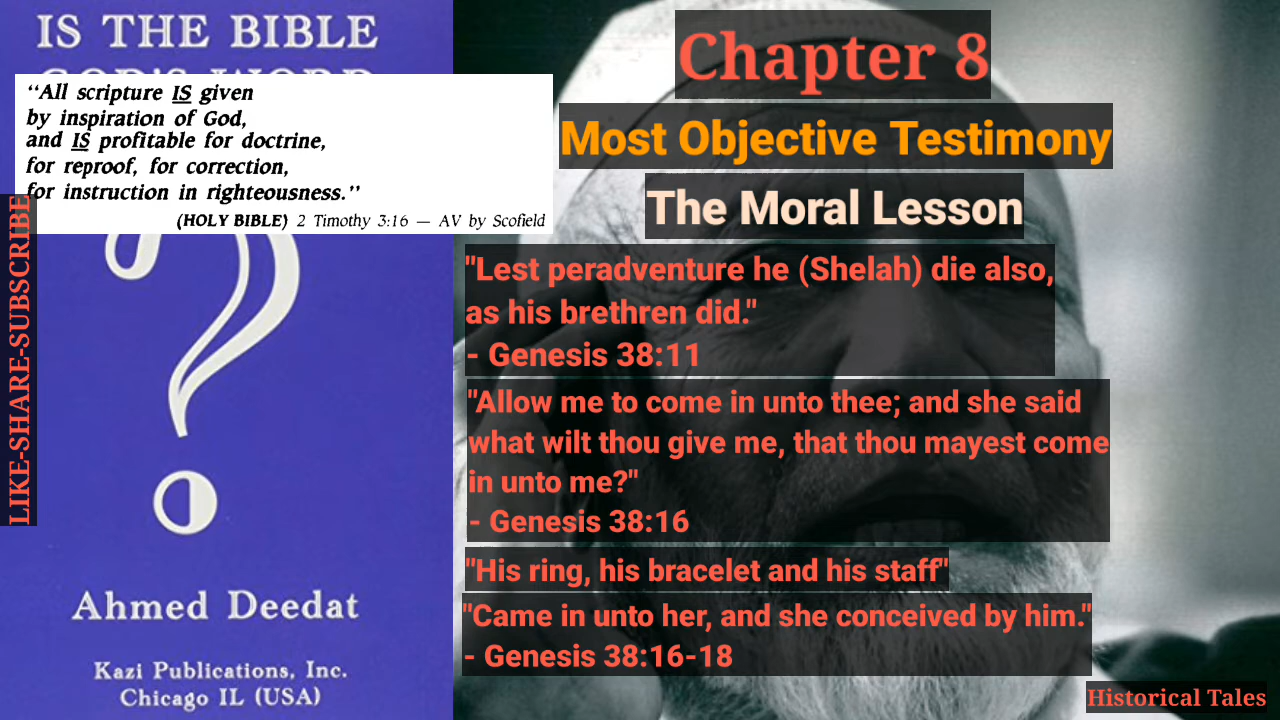 IS THE BIBLE
GOD'S WORD
"All scripture IS given
by inspiration of God,
and IS profitable for doctrine,
for reproof, for correction,
for instruction in righteousness."
(HOLY BIBLE) 2 Timothy 3:16 — AV by Scofield
?
Ahmed Deedat
Kazi Publications, Inc.
Chicago IL (USA)
LIKE-SHARE-SUBSCRIBE
Chapter 8
Most Objective Testimony
The Moral Lesson
"Lest peradventure he (Shelah) die also,
as his brethren did."
- Genesis 38:11
"Allow me to come in unto thee; and she said
what wilt thou give me, that thou mayest come
in unto me?"
- Genesis 38:16
"His ring, his bracelet and his staff"
"Came in unto her, and she conceived by him."
- Genesis 38:16-18
Historical Tales